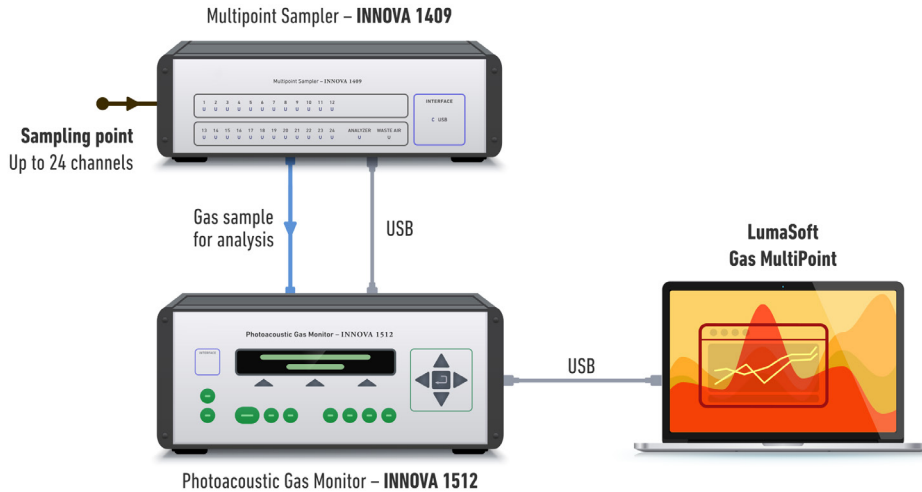 Multipoint Sampler – INNOVA 1409
Multipoint Sampler – INNOVA 1409
1 2 3 4 5 6 7 8 9 10 11 12
U U U U U U U U U U U U
INTERFACE
C USB
13 14 15 16 17 18 19 20 21 22 23 24 ANALYZER WASTE AIR
U U U U U U U U U U U U U U
Sampling point
Up to 24 channels
Gas sample
for analysis
USB
LumaSoft
Gas MultiPoint
Photoacoustic Gas Monitor – INNOVA 1512
INTERFACE
USB
Photoacoustic Gas Monitor – INNOVA 1512